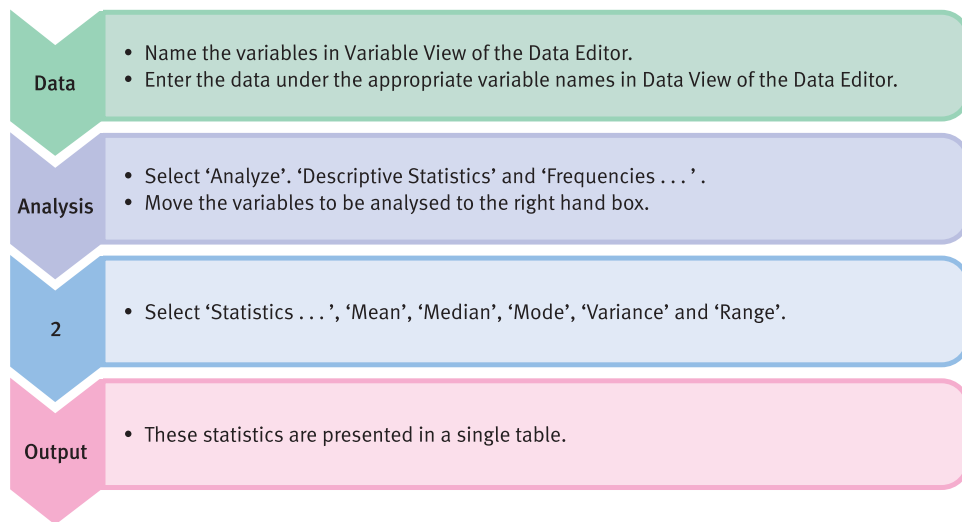 Data
• Name the variables in Variable View of the Data Editor.
• Enter the data under the appropriate variable names in Data View of the Data Editor.
Analysis
• Select ‘Analyze’. ‘Descriptive Statistics’ and ‘Frequencies . . . ’ .
• Move the variables to be analysed to the right hand box.
2
• Select ‘Statistics . . . ’, ‘Mean’, ‘Median’, ‘Mode’, ‘Variance’ and ‘Range’.
Output
• These statistics are presented in a single table.